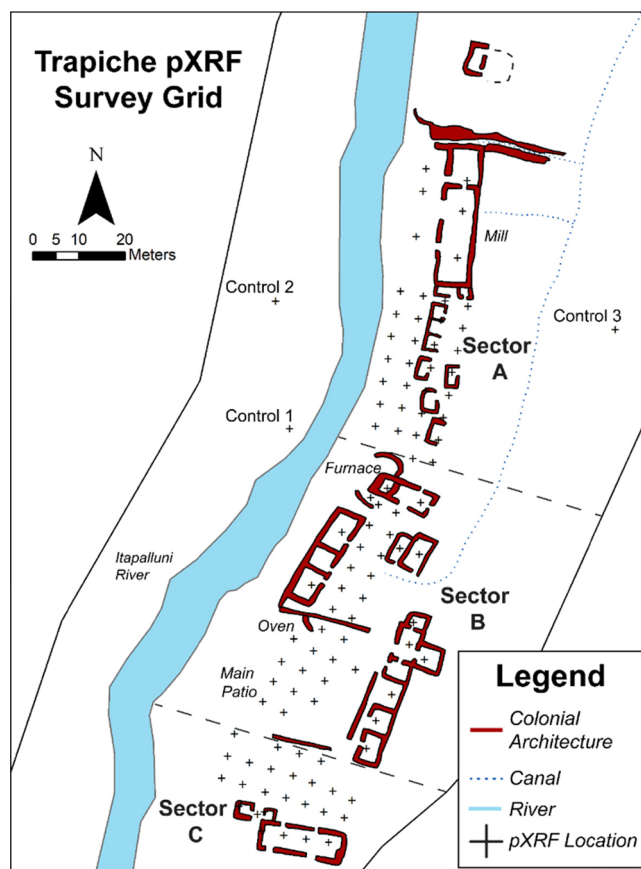 Trapiche pXRF
Survey Grid
N
0 5 10 20
Meters
Mill
Control 2
Control 3
Sector
A
Control 1
Furnace
Itapalluni
River
Sector
B
Oven
Main
Patio
Sector
C
Legend
Colonial
Architecture
Canal
River
pXRF Location